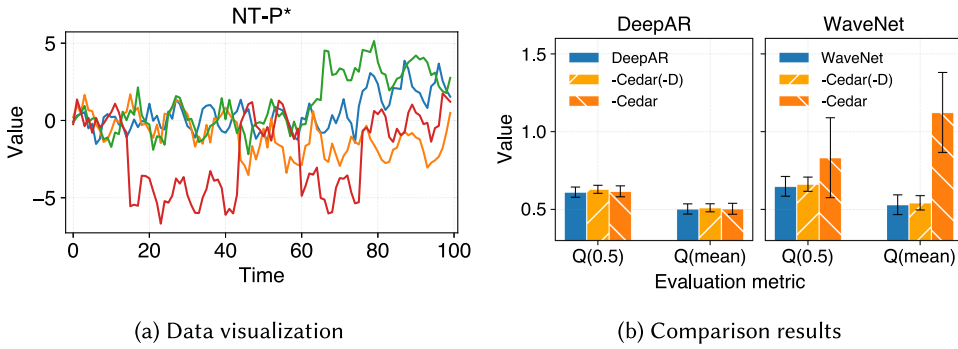 NT-P*
Value
5
0
−5
0
20
40
60
80
100
Time
(a) Data visualization
DeepAR
WaveNet
Value
1.5
1.0
0.5
DeepAR
-Cedar(-D)
-Cedar
WaveNet
-Cedar(-D)
-Cedar
Q(0.5)
Q(mean)
Q(0.5)
Q(mean)
Evaluation metric
(b) Comparison results